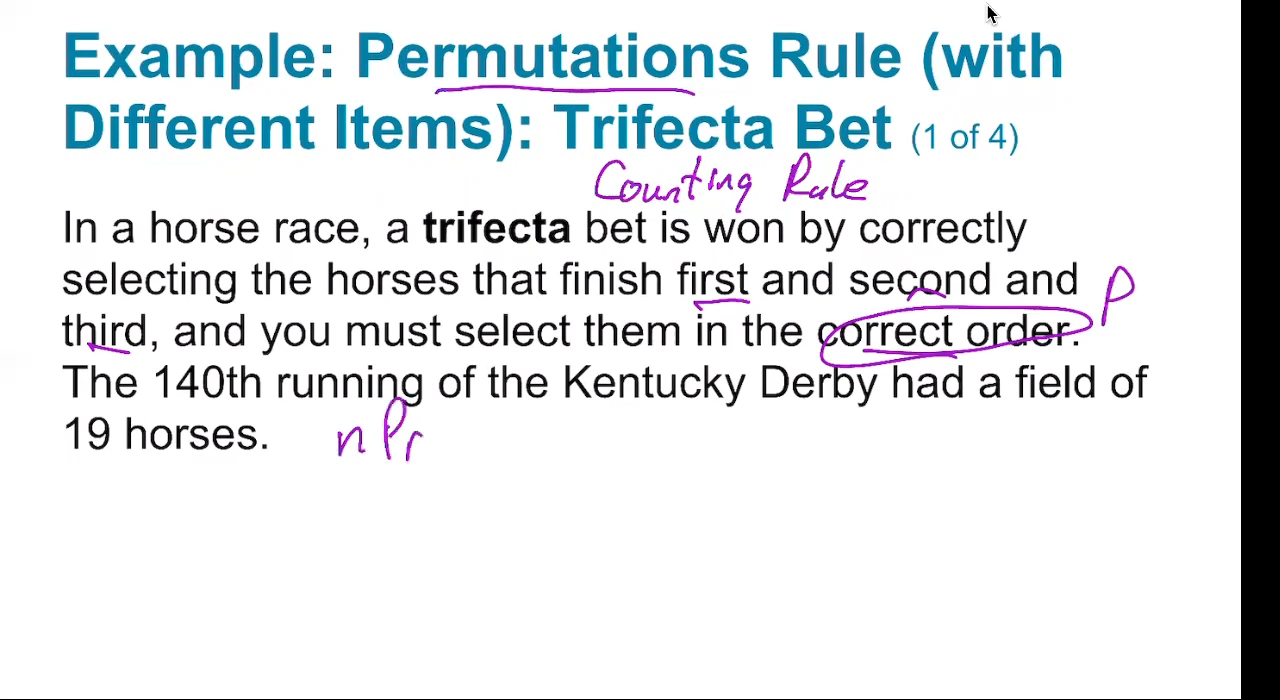 Example: Permutations Rule (with
Different Items): Trifecta Bet (1 of 4)
Counting Rule
In a horse race, a trifecta bet is won by correctly
selecting the horses that finish first and second and
P
third, and you must select them in the correct order.
The 140th running of the Kentucky Derby had a field of
19 horses.
nPr